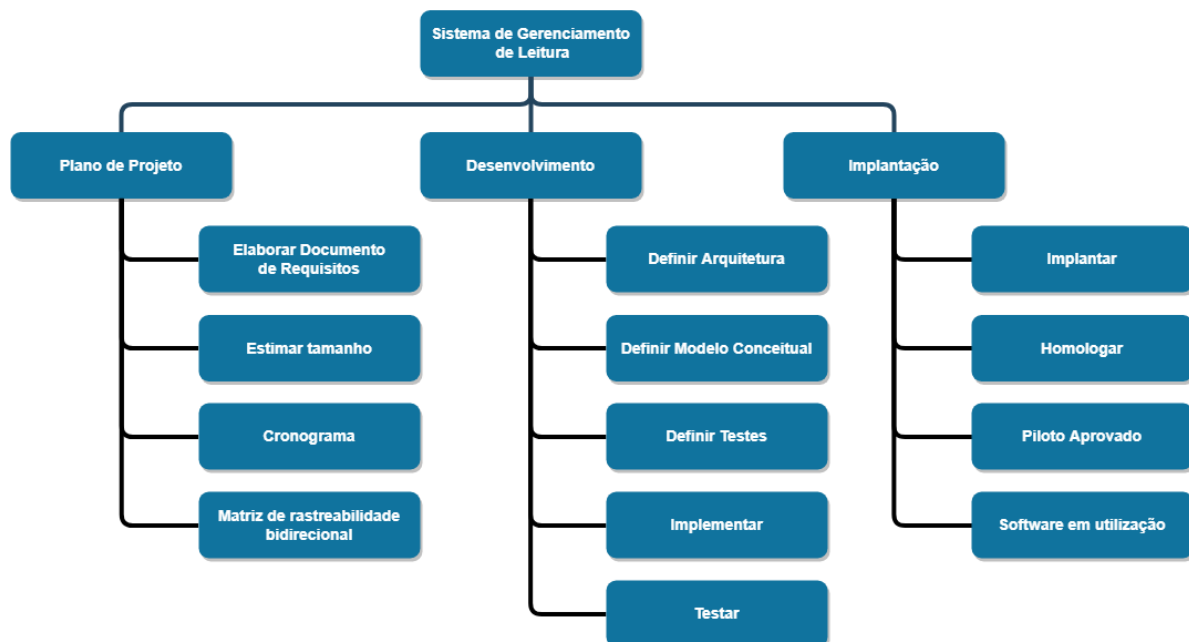 Sistema de Gerenciamento
de Leitura
Plano de Projeto
Desenvolvimento
Implantação
Elaborar Documento
de Requisitos
Estimar tamanho
Cronograma
Matriz de rastreabilidade
bidirecional
Definir Arquitetura
Definir Modelo Conceitual
Definir Testes
Implementar
Testar
Implantar
Homologar
Piloto Aprovado
Software em utilização